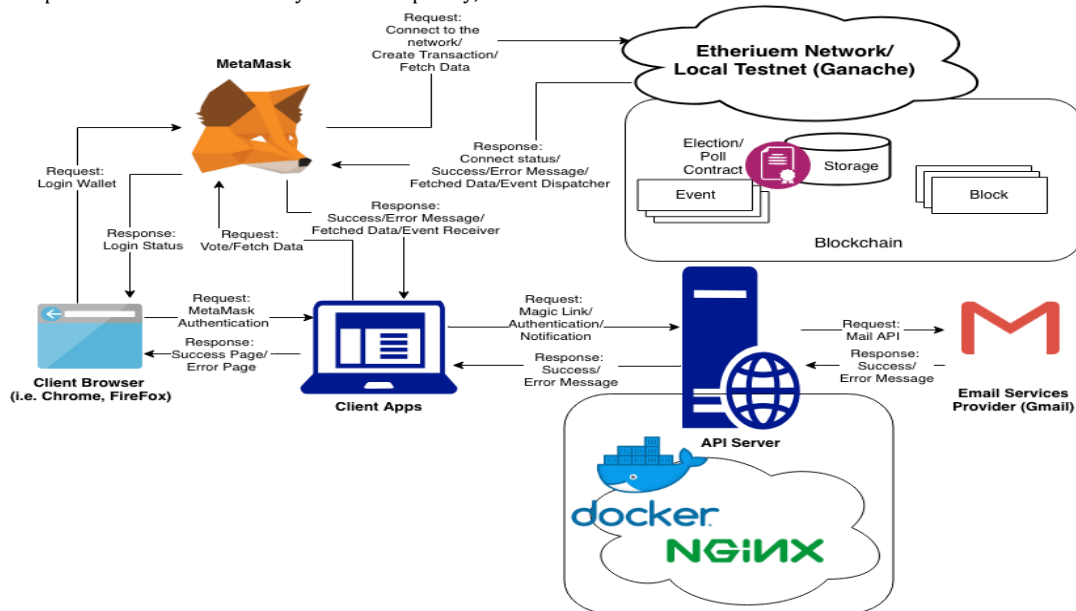 Request:
Connect to the
network/
Create Transaction/
Fetch Data
MetaMask
Etheriuem Network/
Local Testnet (Ganache)
Request:
Login Wallet
Response:
Connect status/
Success/Error Message/
Fetched Data/Event Dispatcher
Election/
Poll
Contract
Storage
Event
Block
Blockchain
Response:
Login Status
Request:
Vote/Fetch Data
Response:
Success/Error Message/
Fetched Data/Event Receiver
Request:
MetaMask
Authentication
Response:
Success Page/
Error Page
Client Browser
(i.e. Chrome, FireFox)
Client Apps
Request:
Magic Link/
Authentication/
Notification
Response:
Success/
Error Message
API Server
Request:
Mail API
Response:
Success/
Error Message
Email Services
Provider (Gmail)
docker
NGiNX